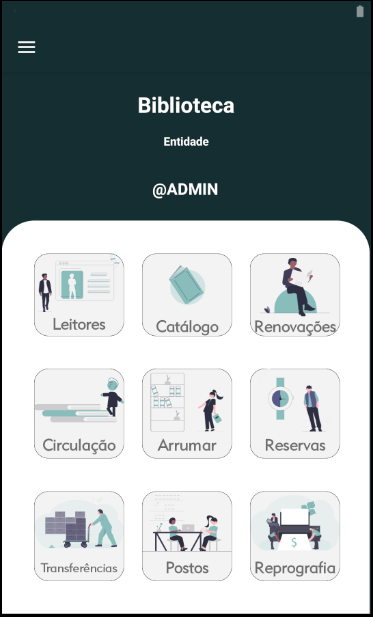 Biblioteca
Entidade
@ADMIN
Leitores
Catálogo
Renovações
Circulação
Arrumar
Reservas
Transferências
Postos
Reprografia